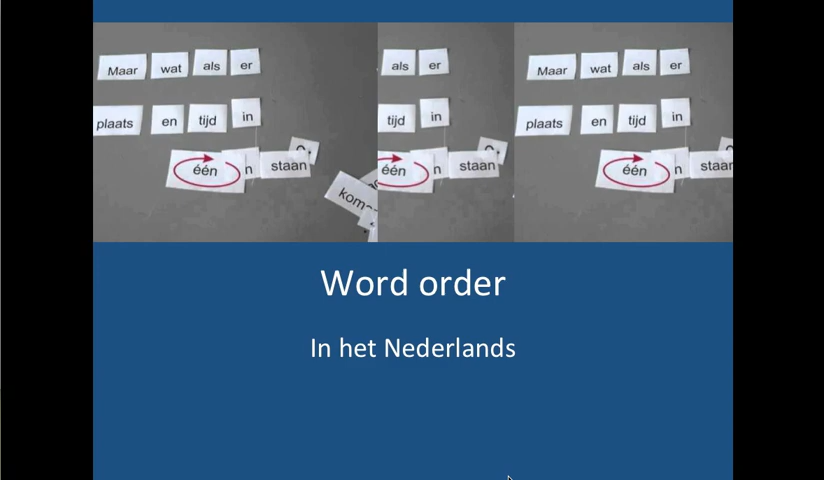 Maar wat als er
plaats en tijd in
één n staan
als er
tijd in
één n staan
Maar wat als er
plaats en tijd in
één n staan
Word order
In het Nederlands